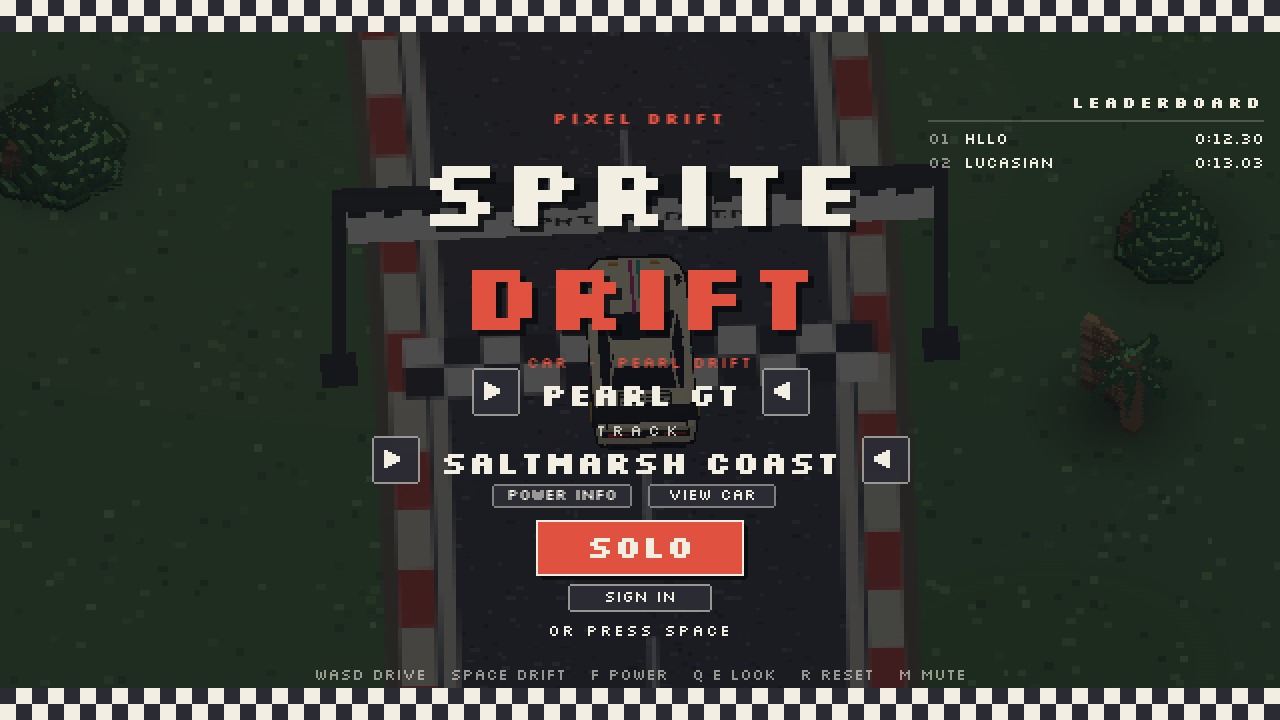 PIXEL DRIFT
SPRITE
DRIFT
CAR · PEARL DRIFT
PEARL GT
TRACK
SALTMARSH COAST
POWER INFO
VIEW CAR
SOLO
SIGN IN
OR PRESS SPACE
WASD DRIVE SPACE DRIFT F POWER Q E LOOK R RESET M MUTE
LEADERBOARD
01 HLLO 0:12.30
02 LUCASIAN 0:13.03